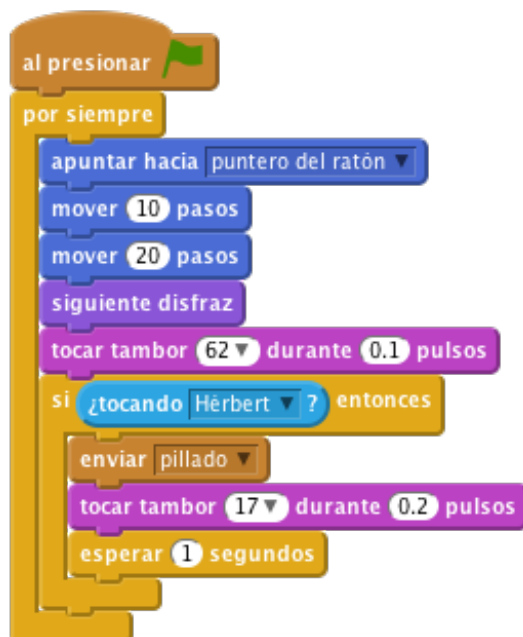 al presionar
por siempre
apuntar hacia puntero del ratón
mover 10 pasos
mover 20 pasos
siguiente disfraz
tocar tambor 62 durante 0.1 pulsos
si ¿tocando Hérbert ? entonces
enviar pillado
tocar tambor 17 durante 0.2 pulsos
esperar 1 segundos